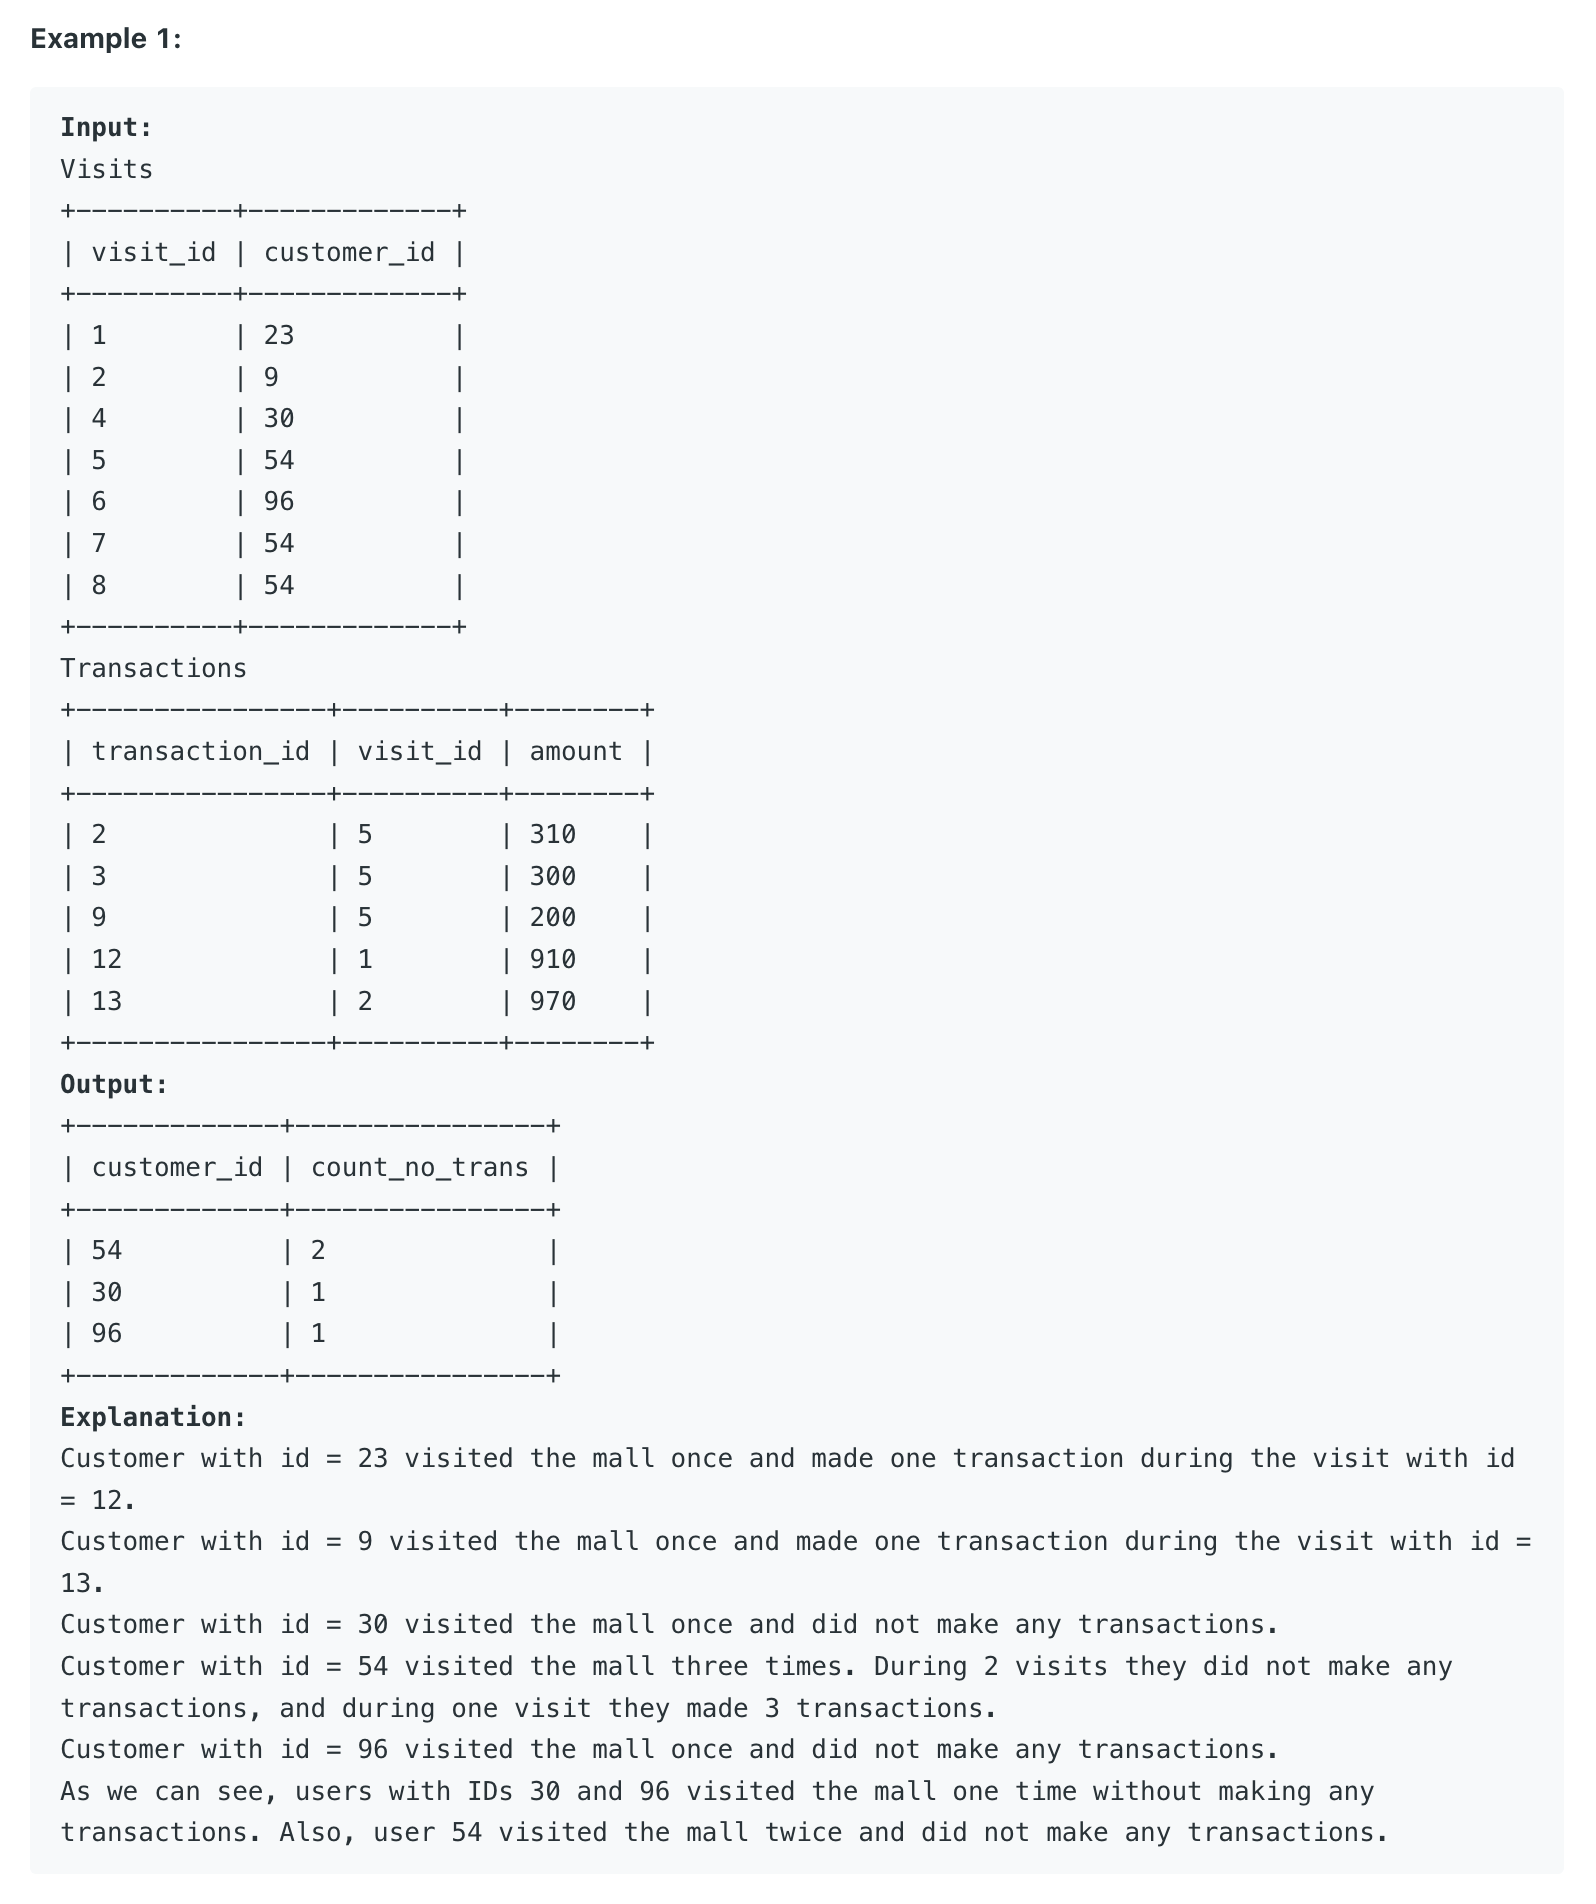 Example 1:
Input:
Visits
+----------+-------------+
| visit_id | customer_id |
+----------+-------------+
| 1        | 23          |
| 2        | 9           |
| 4        | 30          |
| 5        | 54          |
| 6        | 96          |
| 7        | 54          |
| 8        | 54          |
+----------+-------------+
Transactions
+----------------+----------+--------+
| transaction_id | visit_id | amount |
+----------------+----------+--------+
| 2              | 5        | 310    |
| 3              | 5        | 300    |
| 9              | 5        | 200    |
| 12             | 1        | 910    |
| 13             | 2        | 970    |
+----------------+----------+--------+
Output:
+-------------+----------------+
| customer_id | count_no_trans |
+-------------+----------------+
| 54          | 2              |
| 30          | 1              |
| 96          | 1              |
+-------------+----------------+
Explanation:
Customer with id = 23 visited the mall once and made one transaction during the visit with id
= 12.
Customer with id = 9 visited the mall once and made one transaction during the visit with id =
13.
Customer with id = 30 visited the mall once and did not make any transactions.
Customer with id = 54 visited the mall three times. During 2 visits they did not make any
transactions, and during one visit they made 3 transactions.
Customer with id = 96 visited the mall once and did not make any transactions.
As we can see, users with IDs 30 and 96 visited the mall one time without making any
transactions. Also, user 54 visited the mall twice and did not make any transactions.